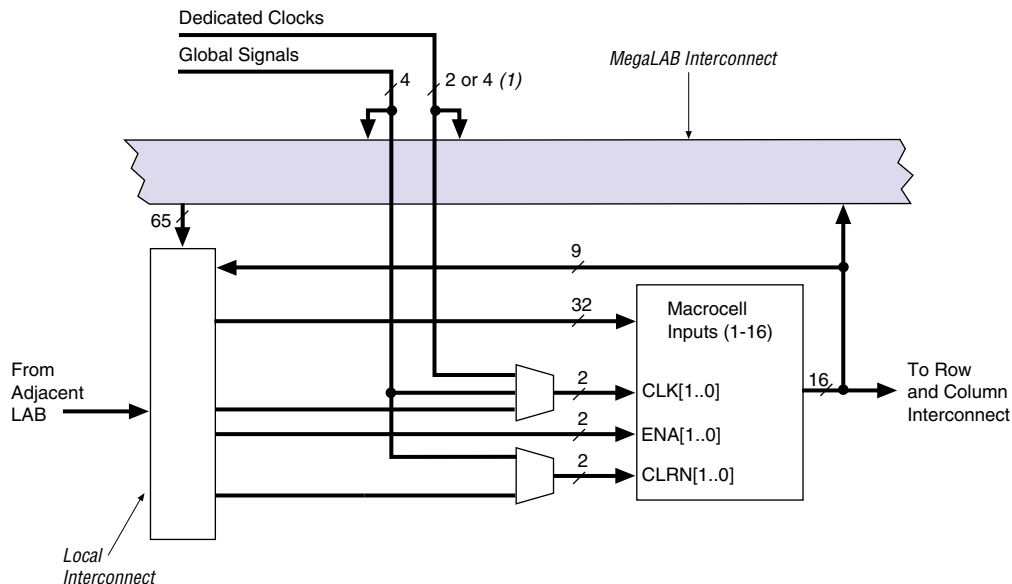 Dedicated Clocks
Global Signals
4
2 or 4 (1)
MegaLAB Interconnect
65
9
32
Macrocell
Inputs (1-16)
From
Adjacent
LAB
2
CLK[1..0]
16
To Row
and Column
Interconnect
2
ENA[1..0]
2
CLRN[1..0]
Local
Interconnect